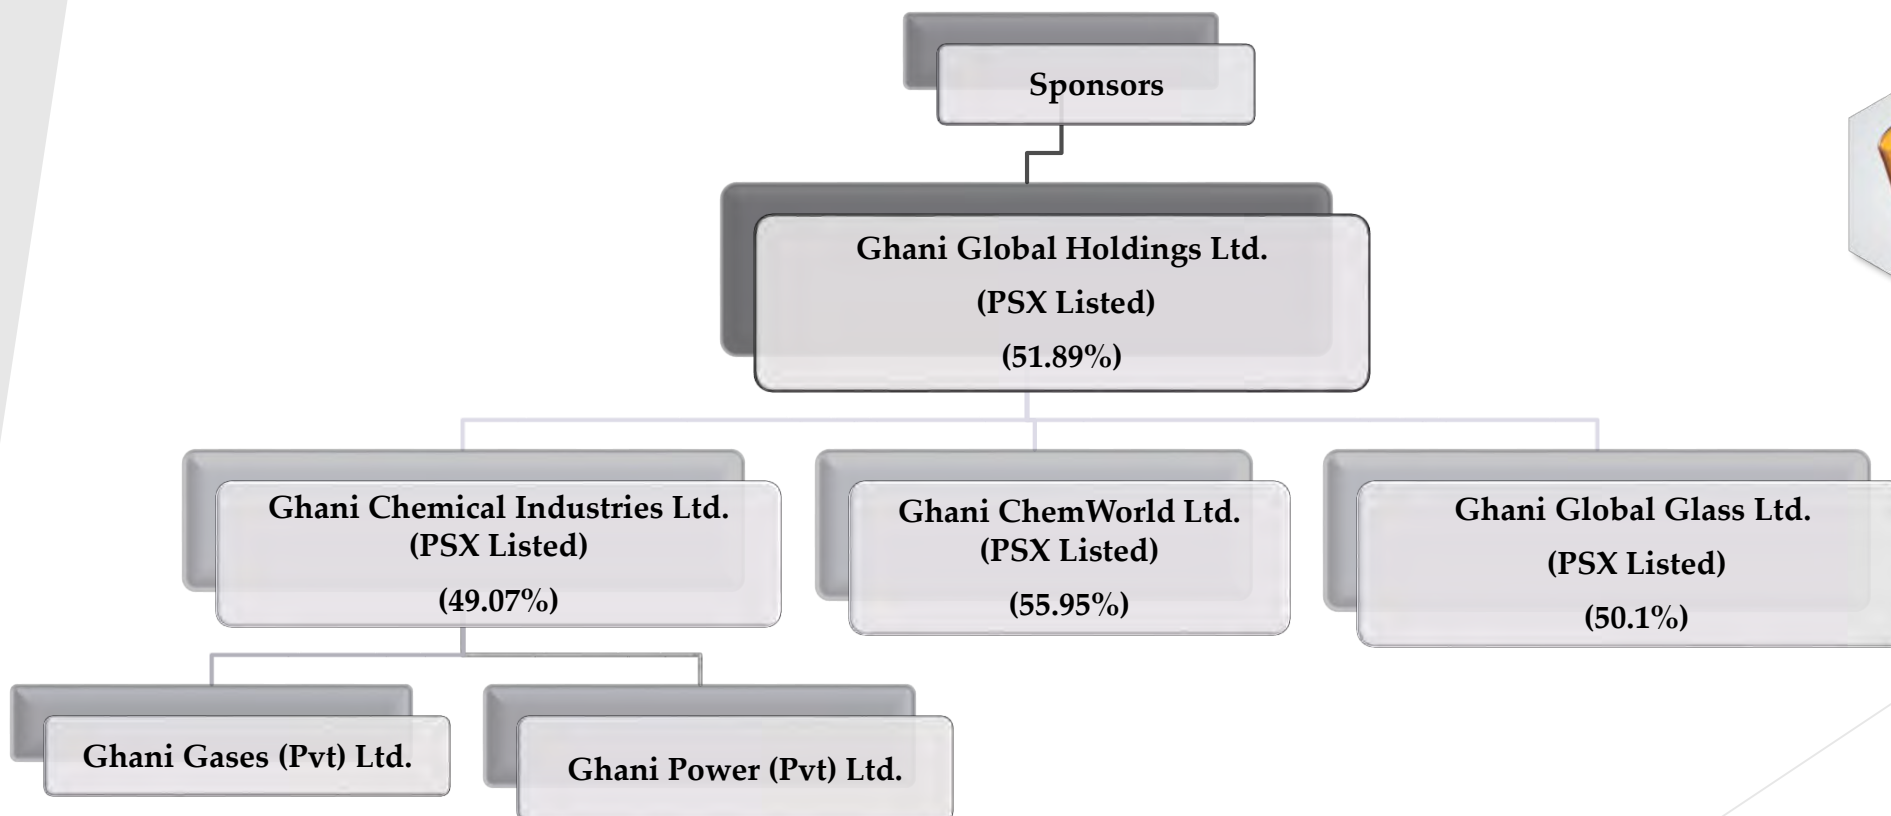 Sponsors
Ghani Global Holdings Ltd.
(PSX Listed)
(51.89%)
Ghani Chemical Industries Ltd.
(PSX Listed)
(49.07%)
Ghani ChemWorld Ltd.
(PSX Listed)
(55.95%)
Ghani Global Glass Ltd.
(PSX Listed)
(50.1%)
Ghani Gases (Pvt) Ltd.
Ghani Power (Pvt) Ltd.